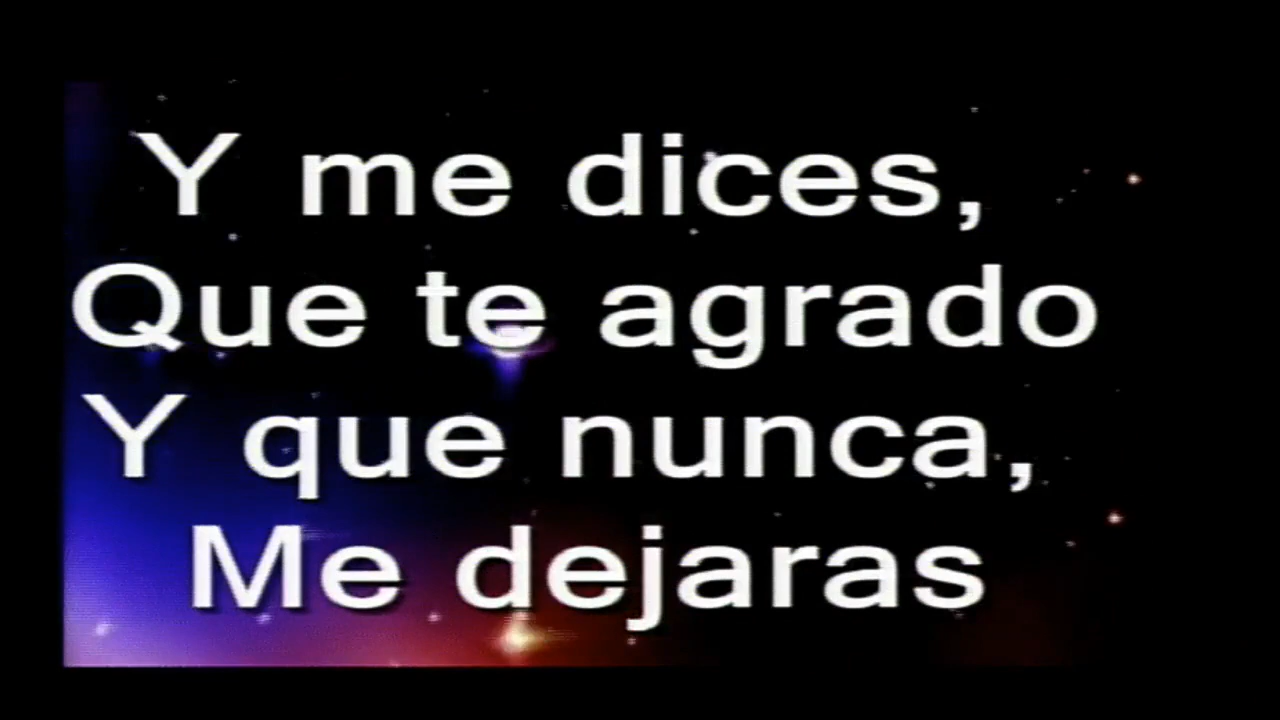 Y me dices,
Que te agrado
Y que nunca,
Me dejaras